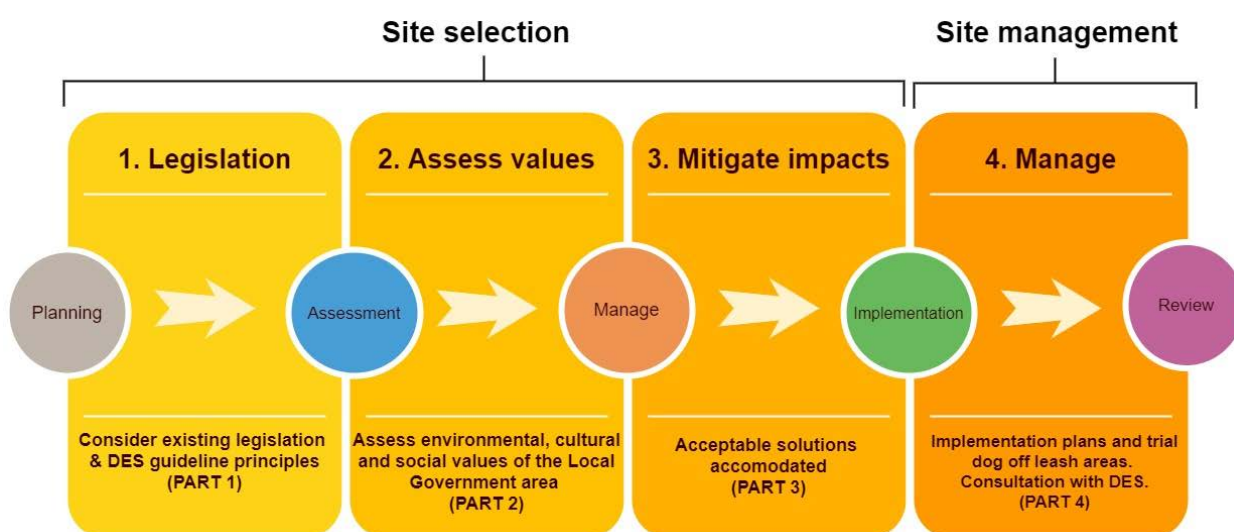 Site selection
Site management
1. Legislation
2. Assess values
3. Mitigate impacts
4. Manage
Planning
Assessment
Manage
Implementation
Review
Consider existing legislation
& DES guideline principles
(PART 1)
Assess environmental, cultural
and social values of the Local
Government area
(PART 2)
Acceptable solutions
accomodated
(PART 3)
Implementation plans and trial
dog off leash areas.
Consultation with DES.
(PART 4)